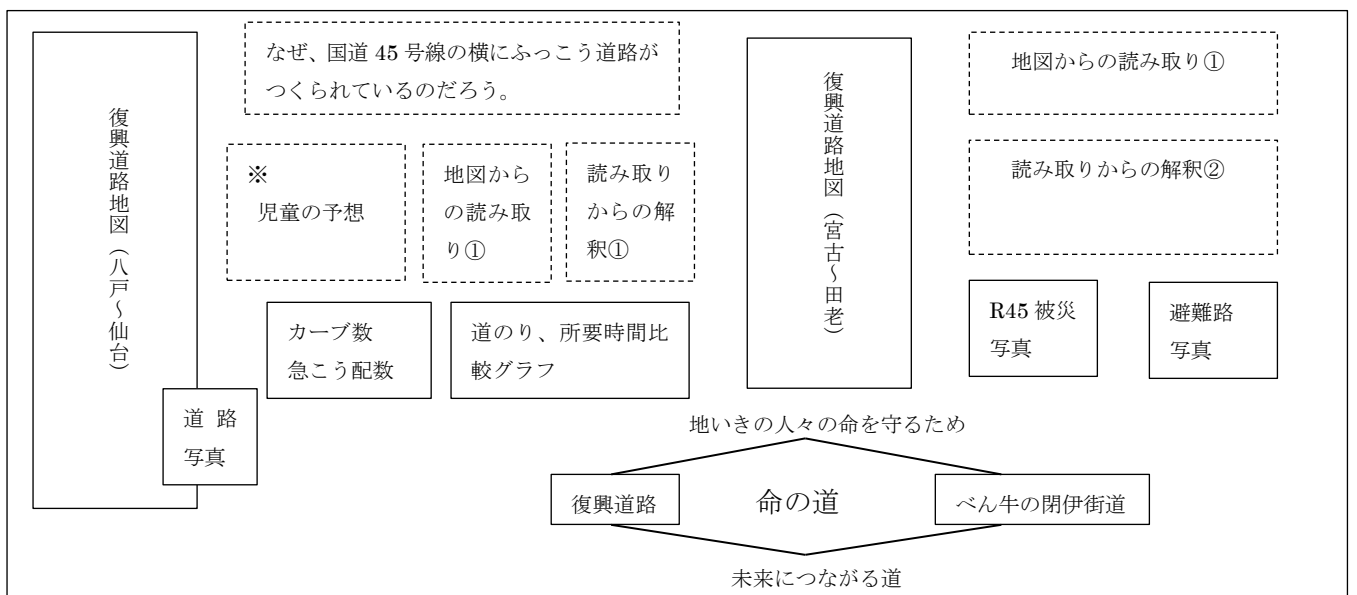 復興道路地図（八戸～仙台）
なぜ、国道 45 号線の横にふっこう道路が
つくられているのだろう。
※
児童の予想
地図から
の読み取
り①
読み取り
からの解
釈①
カーブ数
急こう配数
道のり、所要時間比
較グラフ
道 路
写真
復興道路地図（宮古～田老）
地図からの読み取り①
読み取りからの解釈②
R45 被災
写真
避難路
写真
地いきの人々の命を守るため
復興道路
命の道
べん牛の閉伊街道
未来につながる道